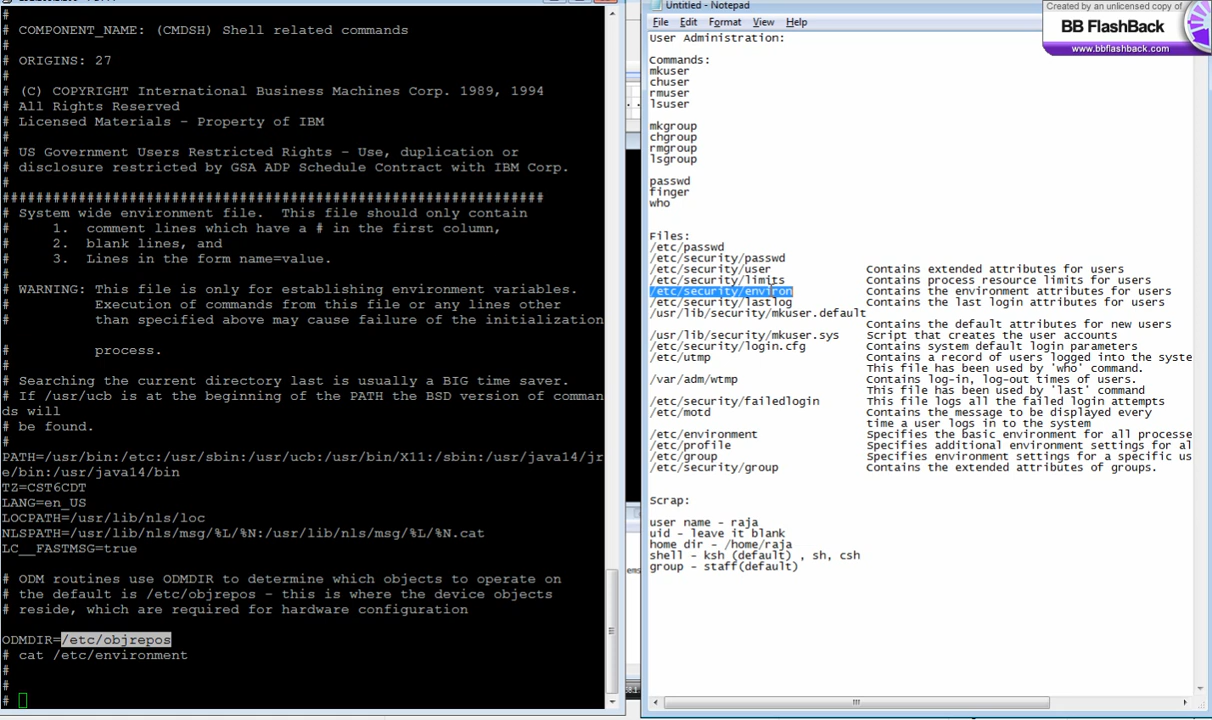 #
# COMPONENT_NAME: (CMDSH) Shell related commands
#
# ORIGINS: 27
#
# (C) COPYRIGHT International Business Machines Corp. 1989, 1994
# All Rights Reserved
# Licensed Materials - Property of IBM
#
# US Government Users Restricted Rights - Use, duplication or
# disclosure restricted by GSA ADP Schedule Contract with IBM Corp.
#
###############################################################
# System wide environment file.  This file should only contain
#     1.  comment lines which have a # in the first column,
#     2.  blank lines, and
#     3.  Lines in the form name=value.
#
# WARNING: This file is only for establishing environment variables.
#          Execution of commands from this file or any lines other
#          than specified above may cause failure of the initialization
#          process.
#
# Searching the current directory last is usually a BIG time saver.
# If /usr/ucb is at the beginning of the PATH the BSD version of comman
ds will
# be found.
#
PATH=/usr/bin:/etc:/usr/sbin:/usr/ucb:/usr/bin/X11:/sbin:/usr/java14/jr
e/bin:/usr/java14/bin
TZ=CST6CDT
LANG=en_US
LOCPATH=/usr/lib/nls/loc
NLSPATH=/usr/lib/nls/msg/%L/%N:/usr/lib/nls/msg/%L/%N.cat
LC__FASTMSG=true
# ODM routines use ODMDIR to determine which objects to operate on
# the default is /etc/objrepos - this is where the device objects
# reside, which are required for hardware configuration
ODMDIR=/etc/objrepos
# cat /etc/environment
#
#
#
Untitled - Notepad
File Edit Format View Help
User Administration:
Commands:
mkuser
chuser
rmuser
lsuser
mkgroup
chgroup
rmgroup
lsgroup
passwd
finger
who
Files:
/etc/passwd
/etc/security/passwd
/etc/security/user Contains extended attributes for users
/etc/security/limits Contains process resource limits for users
/etc/security/environ Contains the environment attributes for users
/etc/security/lastlog Contains the last login attributes for users
/usr/lib/security/mkuser.default
Contains the default attributes for new users
/usr/lib/security/mkuser.sys Script that creates the user accounts
/etc/security/login.cfg Contains system default login parameters
/etc/utmp Contains a record of users logged into the syste
This file has been used by 'who' command.
/var/adm/wtmp Contains log-in, log-out times of users.
This file has been used by 'last' command
/etc/security/failedlogin This file logs all the failed login attempts
/etc/motd Contains the message to be displayed every
time a user logs in to the system
/etc/environment Specifies the basic environment for all processe
/etc/profile Specifies additional environment settings for al
/etc/group Specifies environment settings for a specific us
/etc/security/group Contains the extended attributes of groups.
Scrap:
user name - raja
uid - leave it blank
home dir - /home/raja
shell - ksh (default) , sh, csh
group - staff(default)
Created by an unlicensed copy of
BB FlashBack
www.bbflashback.com